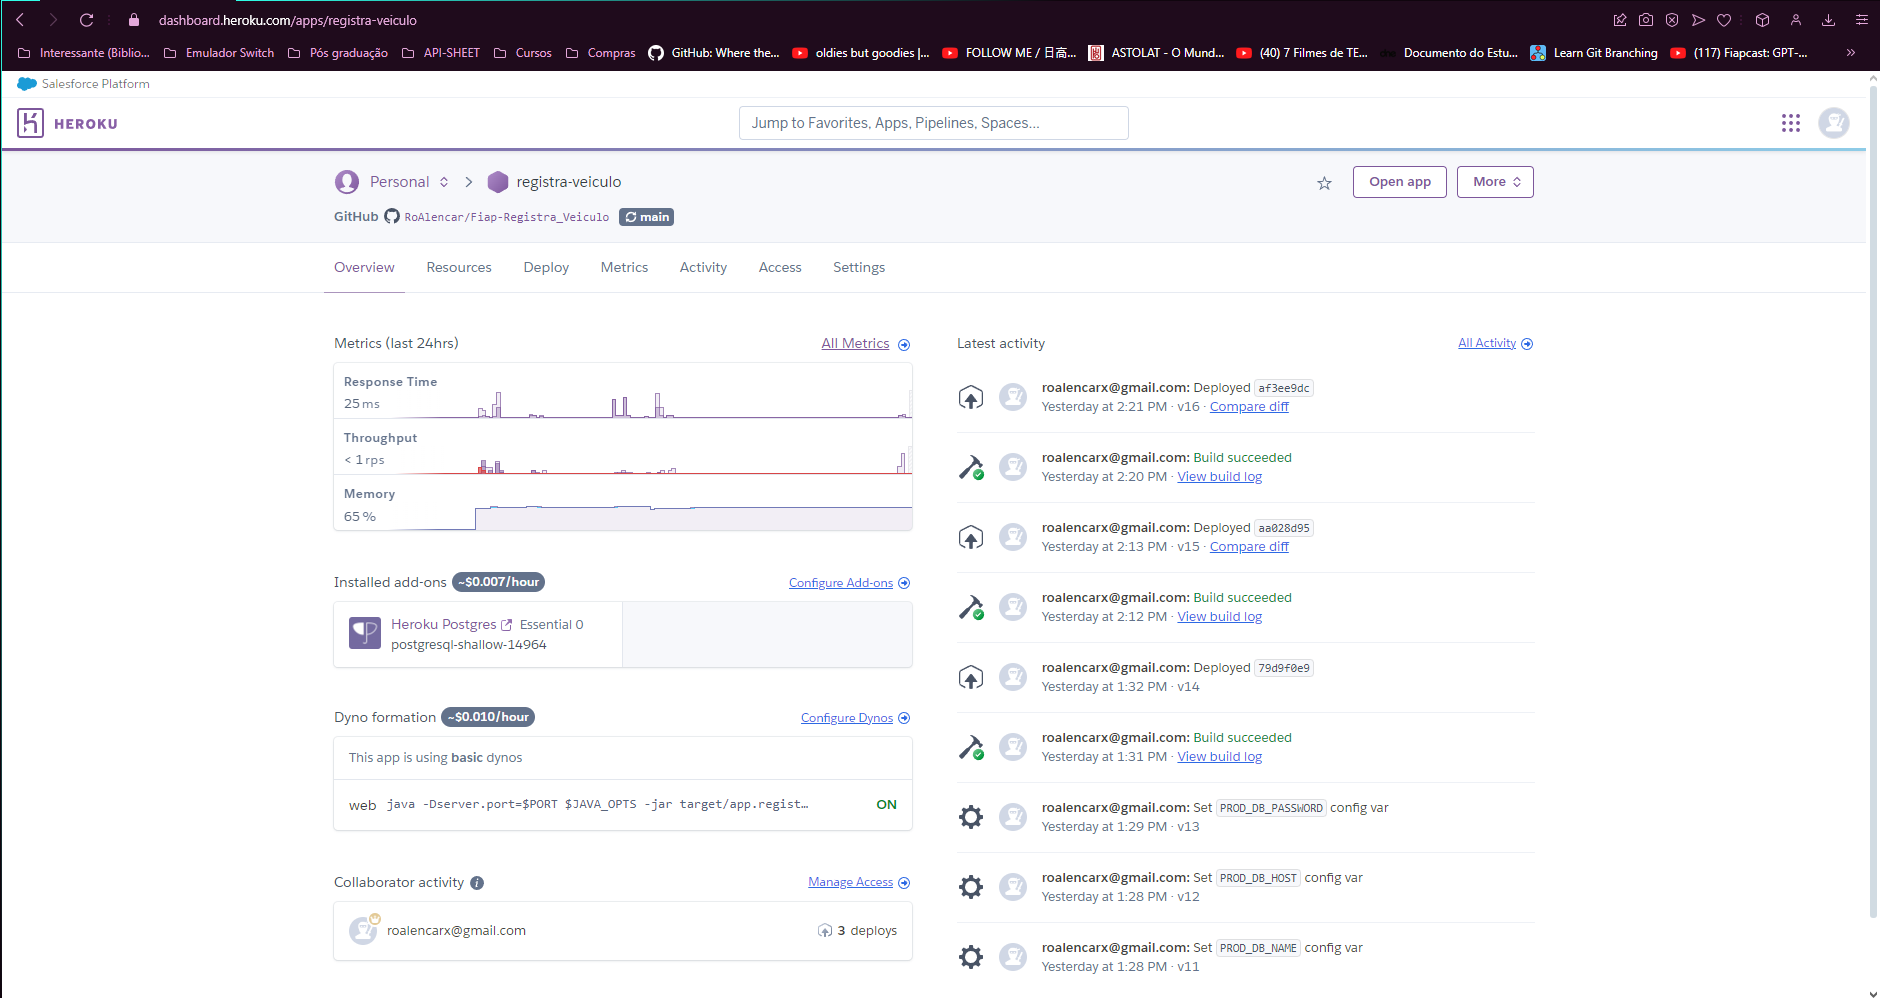 dashboard.heroku.com/apps/registra-veiculo
Interessante (Biblio... Emulador Switch Pós graduação API-SHEET Cursos Compras GitHub: Where the... oldies but goodies |... FOLLOW ME / 日高... ASTOLAT - O Mund... (40) 7 Filmes de TE... Documento do Estu... Learn Git Branching (117) Fiapcast: GPT-... »
Salesforce Platform
HEROKU
Jump to Favorites, Apps, Pipelines, Spaces...
Personal registra-veiculo
Open app
More
GitHub RoAlencar/Fiap-Registra_Veiculo main
Overview Resources Deploy Metrics Activity Access Settings
Metrics (last 24hrs)
All Metrics
Response Time
25 ms
Throughput
< 1 rps
Memory
65 %
Installed add-ons ~$0.007/hour
Configure Add-ons
Heroku Postgres Essential 0
postgresql-shallow-14964
Dyno formation ~$0.010/hour
Configure Dynos
This app is using basic dynos
web java -Dserver.port=$PORT $JAVA_OPTS -jar target/app.regist... ON
Collaborator activity
Manage Access
roalencarx@gmail.com
3 deploys
Latest activity
All Activity
roalencarx@gmail.com: Deployed af3ee9dc
Yesterday at 2:21 PM · v16 · Compare diff
roalencarx@gmail.com: Build succeeded
Yesterday at 2:20 PM · View build log
roalencarx@gmail.com: Deployed aa028d95
Yesterday at 2:13 PM · v15 · Compare diff
roalencarx@gmail.com: Build succeeded
Yesterday at 2:12 PM · View build log
roalencarx@gmail.com: Deployed 79d9f0e9
Yesterday at 1:32 PM · v14
roalencarx@gmail.com: Build succeeded
Yesterday at 1:31 PM · View build log
roalencarx@gmail.com: Set PROD_DB_PASSWORD config var
Yesterday at 1:29 PM · v13
roalencarx@gmail.com: Set PROD_DB_HOST config var
Yesterday at 1:28 PM · v12
roalencarx@gmail.com: Set PROD_DB_NAME config var
Yesterday at 1:28 PM · v11